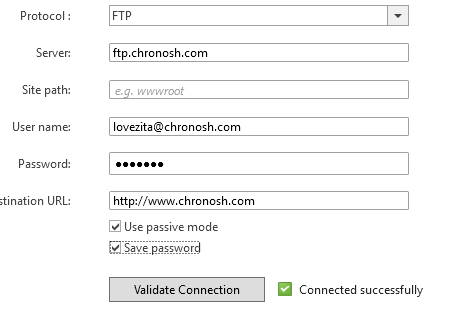 Protocol : FTP
Server: ftp.chronosh.com
Site path: e.g. wwwroot
User name: lovezita@chronosh.com
Password: •••••••
stination URL: http://www.chronosh.com
Use passive mode
Save password
Validate Connection Connected successfully